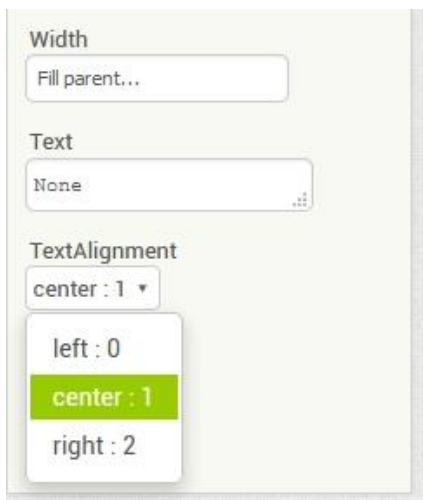 Width
Fill parent...
Text
None
TextAlignment
center : 1
left : 0
center : 1
right : 2